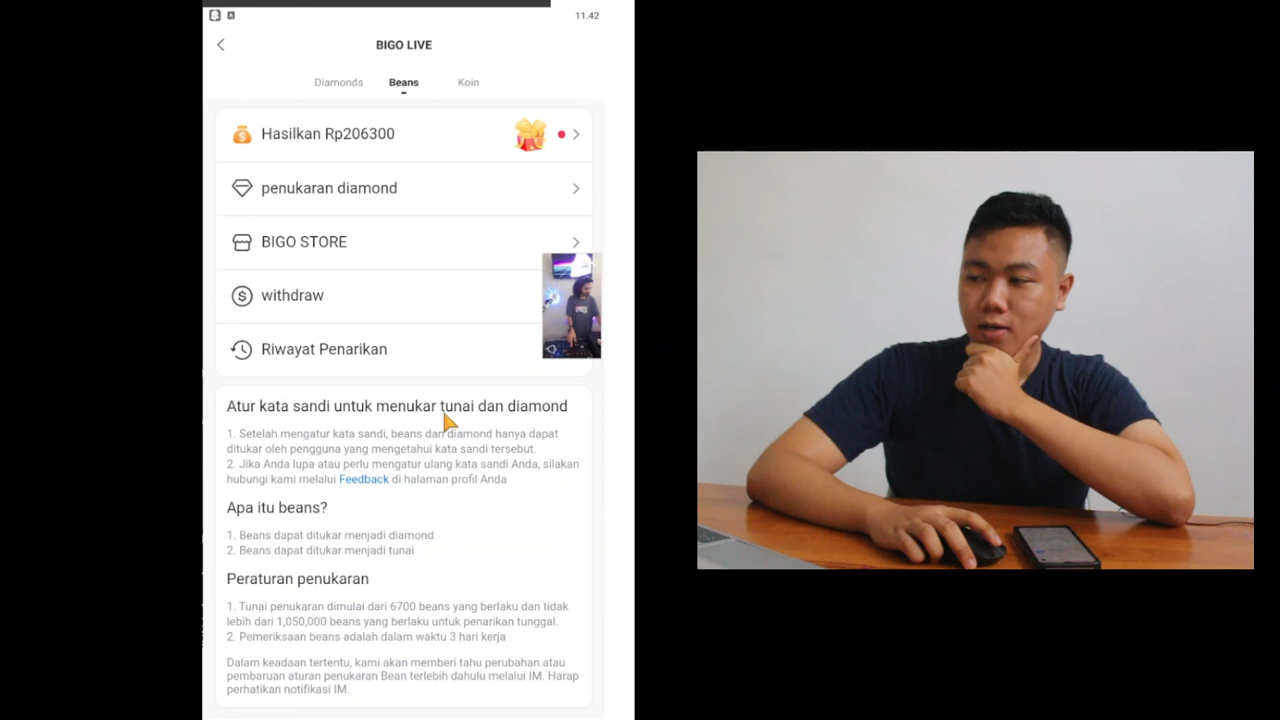 11.42
BIGO LIVE
Diamonds
Beans
Koin
Hasilkan Rp206300
penukaran diamond
BIGO STORE
withdraw
Riwayat Penarikan
Atur kata sandi untuk menukar tunai dan diamond
1. Setelah mengatur kata sandi, beans dan diamond hanya dapat
ditukar oleh pengguna yang mengetahui kata sandi tersebut.
2. Jika Anda lupa atau perlu mengatur ulang kata sandi Anda, silakan
hubungi kami melalui Feedback di halaman profil Anda
Apa itu beans?
1. Beans dapat ditukar menjadi diamond
2. Beans dapat ditukar menjadi tunai
Peraturan penukaran
1. Tunai penukaran dimulai dari 6700 beans yang berlaku dan tidak
lebih dari 1,050,000 beans yang berlaku untuk penarikan tunggal.
2. Pemeriksaan beans adalah dalam waktu 3 hari kerja
Dalam keadaan tertentu, kami akan memberi tahu perubahan atau
pembaruan aturan penukaran Bean terlebih dahulu melalui IM. Harap
perhatikan notifikasi IM.